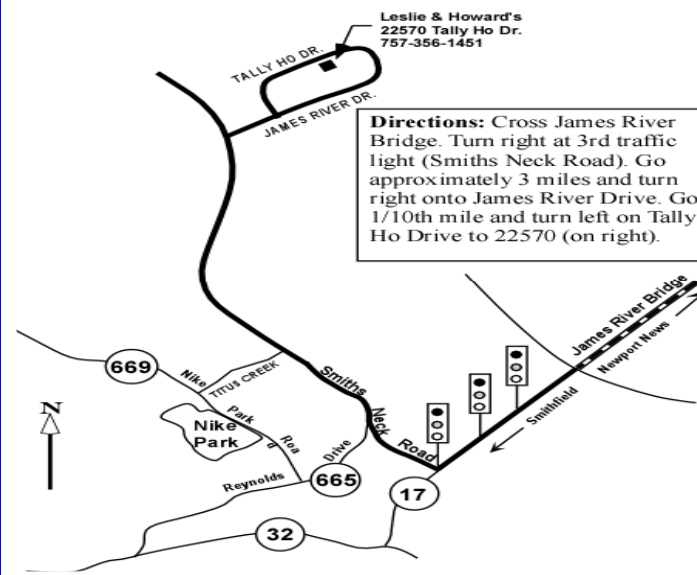 Leslie & Howard's
22570 Tally Ho Dr.
757-356-1451
TALLY HO DR.
JAMES RIVER DR.
Directions: Cross James River
Bridge. Turn right at 3rd traffic
light (Smiths Neck Road). Go
approximately 3 miles and turn
right onto James River Drive. Go
1/10th mile and turn left on Tally
Ho Drive to 22570 (on right).
James River Bridge
Newport News
Smithfield
669
Nike Park Road
TITUS CREEK
Smiths Neck Road
N
Nike
Park
Reynolds Drive
665
17
32